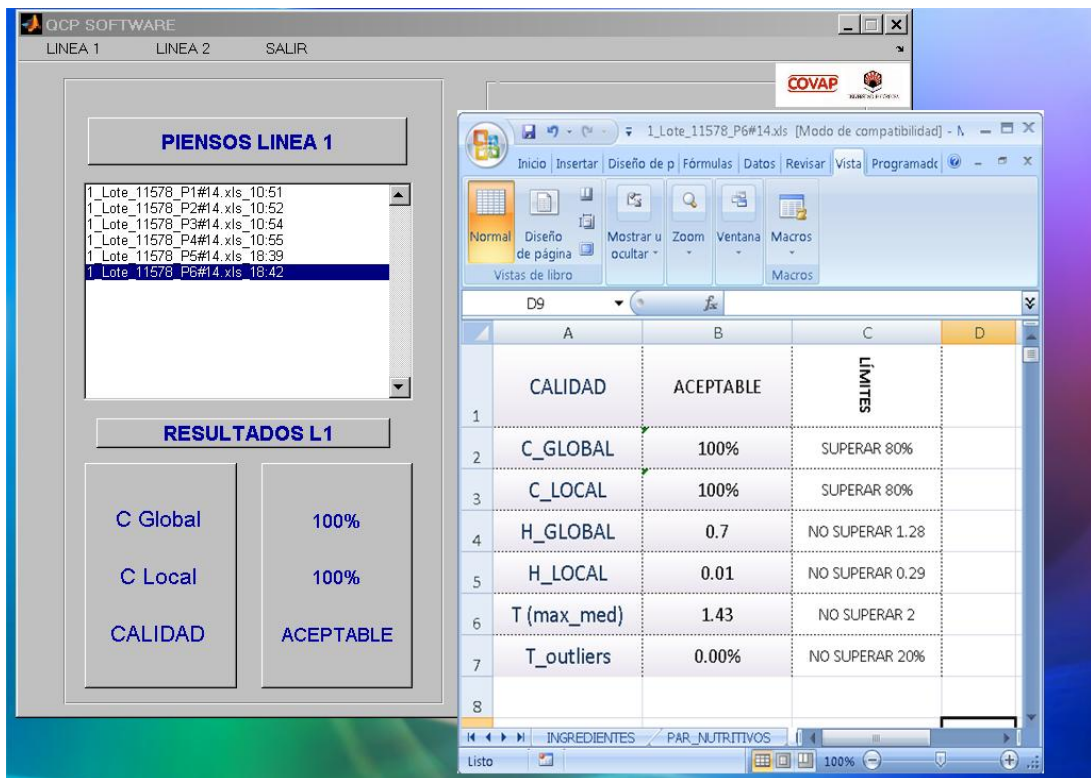 QCP SOFTWARE
LINEA 1 LINEA 2 SALIR
COVAP
PIENSOS LINEA 1
1_Lote_11578_P1#14.xls_10:51
1_Lote_11578_P2#14.xls_10:52
1_Lote_11578_P3#14.xls_10:54
1_Lote_11578_P4#14.xls_10:55
1_Lote_11578_P5#14.xls_18:39
1_Lote_11578_P6#14.xls_18:42
RESULTADOS L1
C Global 100%
C Local 100%
CALIDAD ACEPTABLE
1_Lote_11578_P6#14.xls [Modo de compatibilidad] -
Inicio Insertar Diseño de p Fórmulas Datos Revisar Vista Programadc
Normal Diseño de página Mostrar u ocultar Zoom Ventana Macros
Vistas de libro Macros
D9 fx
A B C D
1 CALIDAD ACEPTABLE LÍMITES
2 C_GLOBAL 100% SUPERAR 80%
3 C_LOCAL 100% SUPERAR 80%
4 H_GLOBAL 0.7 NO SUPERAR 1.28
5 H_LOCAL 0.01 NO SUPERAR 0.29
6 T (max_med) 1.43 NO SUPERAR 2
7 T_outliers 0.00% NO SUPERAR 20%
8
INGREDIENTES PAR_NUTRITIVOS
Listo 100%